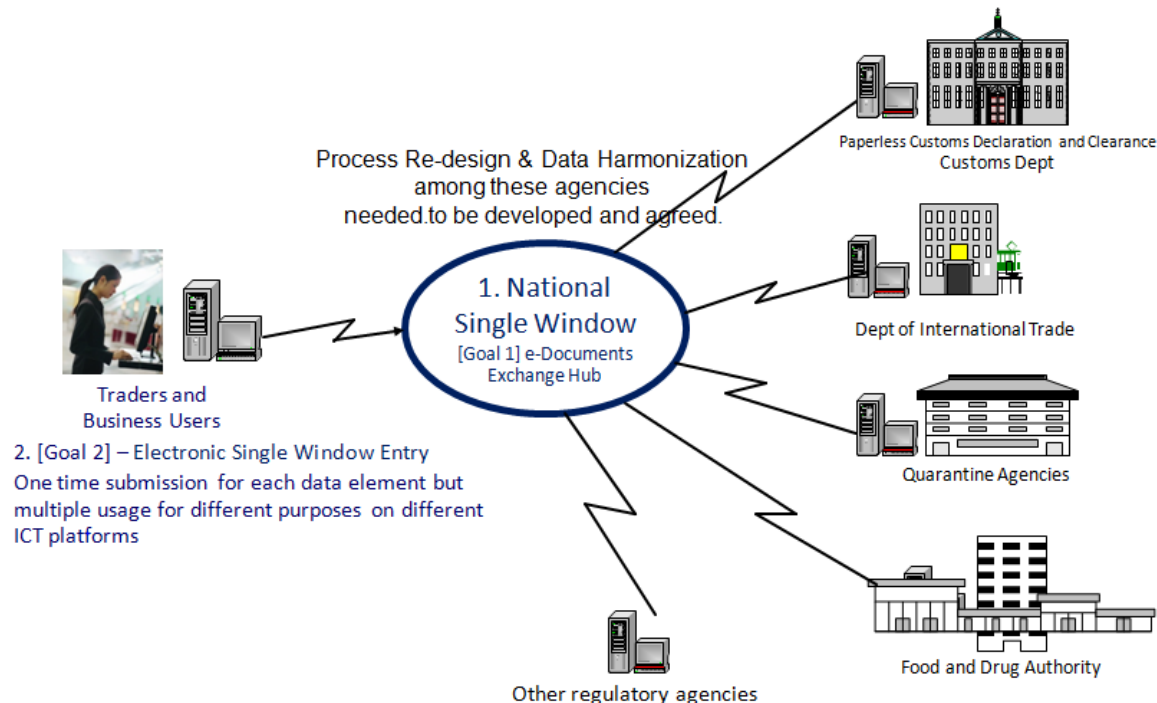 Process Re-design & Data Harmonization
among these agencies
needed.to be developed and agreed.
Paperless Customs Declaration and Clearance
Customs Dept
1. National
Single Window
[Goal 1] e-Documents
Exchange Hub
Dept of International Trade
Traders and
Business Users
2. [Goal 2] – Electronic Single Window Entry
One time submission for each data element but
multiple usage for different purposes on different
ICT platforms
Quarantine Agencies
Food and Drug Authority
Other regulatory agencies